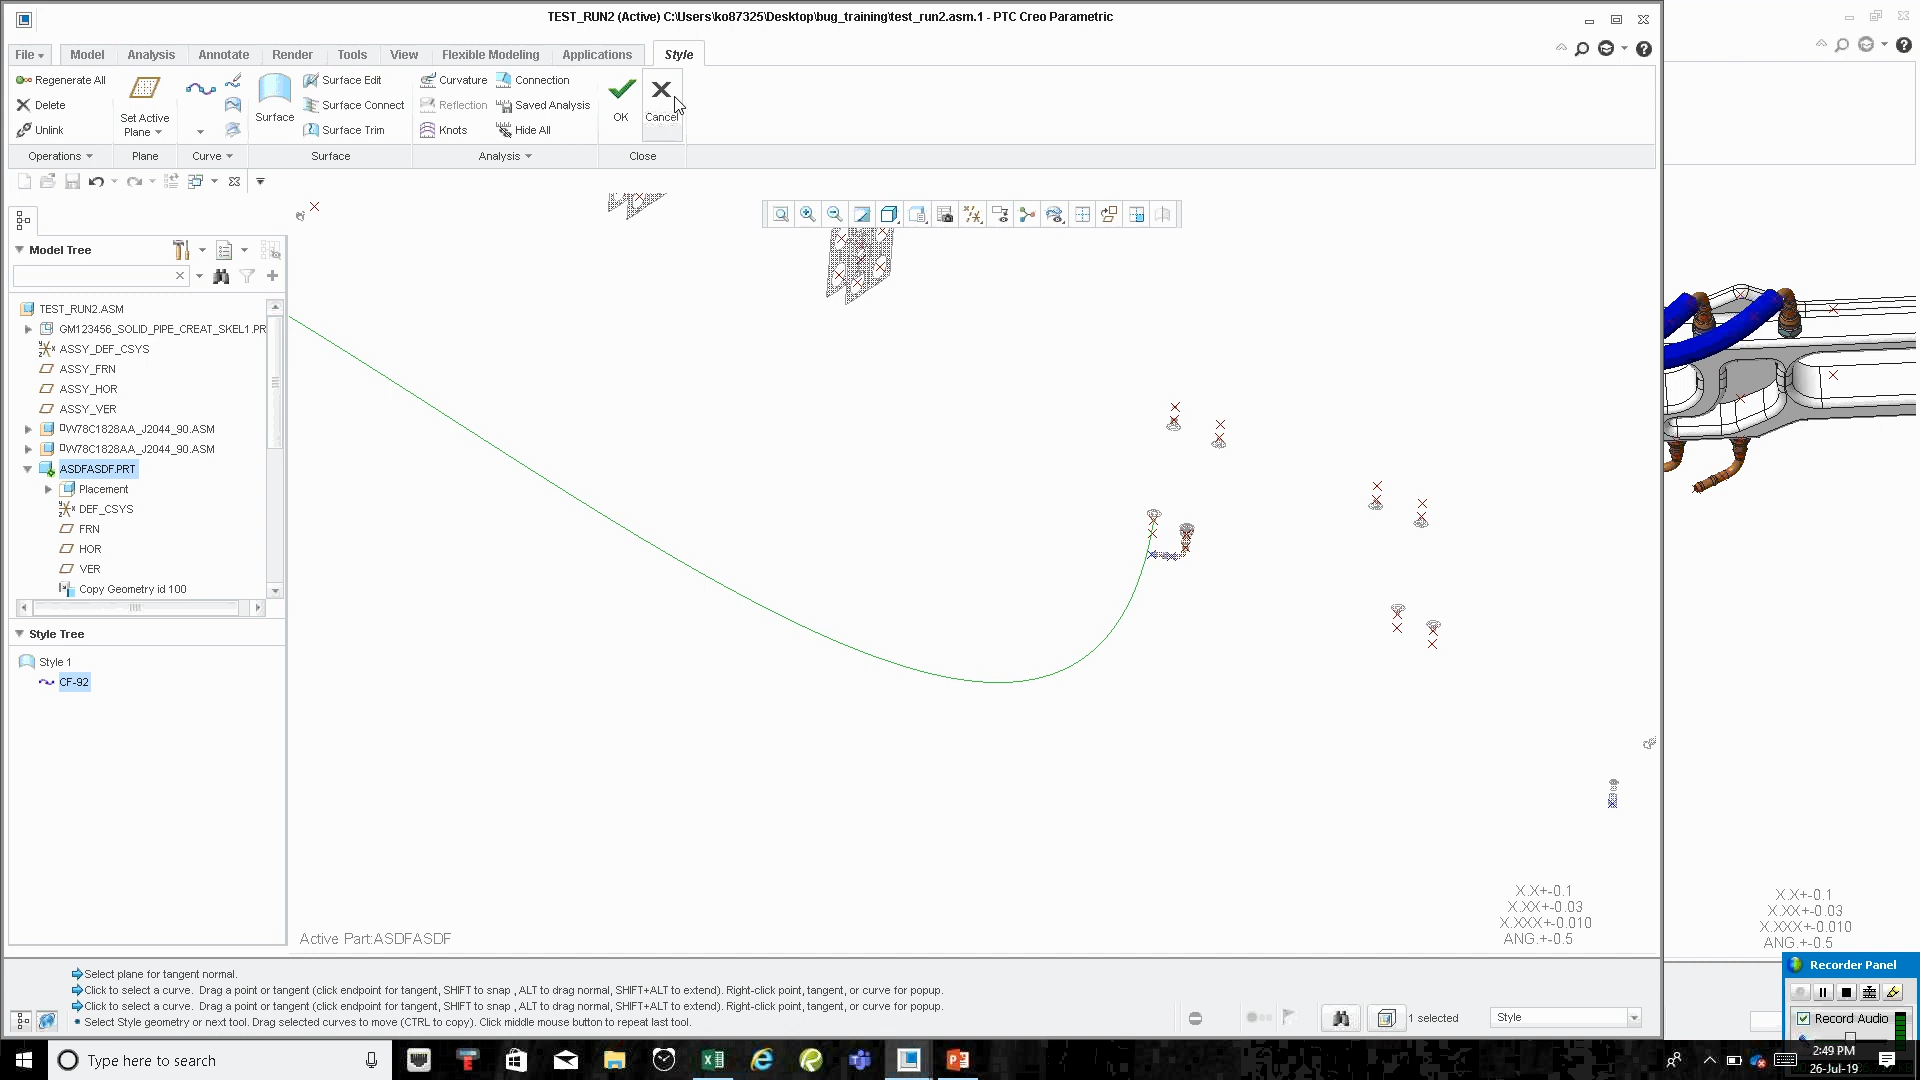 TEST_RUN2 (Active) C:\Users\ko87325\Desktop\bug_training\test_run2.asm.1 - PTC Creo Parametric
File Model Analysis Annotate Render Tools View Flexible Modeling Applications Style
Regenerate All
Delete
Unlink
Set Active
Plane
Surface
Surface Edit
Surface Connect
Surface Trim
Curvature
Reflection
Knots
Connection
Saved Analysis
Hide All
OK
Cancel
Operations Plane Curve Surface Analysis Close
Model Tree
TEST_RUN2.ASM
GM123456_SOLID_PIPE_CREAT_SKEL1.PR
ASSY_DEF_CSYS
ASSY_FRN
ASSY_HOR
ASSY_VER
W78C1828AA_J2044_90.ASM
W78C1828AA_J2044_90.ASM
ASDFASDF.PRT
Placement
DEF_CSYS
FRN
HOR
VER
Copy Geometry id 100
Style Tree
Style 1
CF-92
X.X+-0.1
X.XX+-0.03
X.XXX+-0.010
ANG.+-0.5
Active Part:ASDFASDF
X.X+-0.1
X.XX+-0.03
X.XXX+-0.010
ANG.+-0.5
Select plane for tangent normal.
Click to select a curve. Drag a point or tangent (click endpoint for tangent, SHIFT to snap , ALT to drag normal, SHIFT+ALT to extend). Right-click point, tangent, or curve for popup.
Click to select a curve. Drag a point or tangent (click endpoint for tangent, SHIFT to snap , ALT to drag normal, SHIFT+ALT to extend). Right-click point, tangent, or curve for popup.
Select Style geometry or next tool. Drag selected curves to move (CTRL to copy). Click middle mouse button to repeat last tool.
1 selected
Style
Recorder Panel
Record Audio
Type here to search
2:49 PM
26-Jul-19